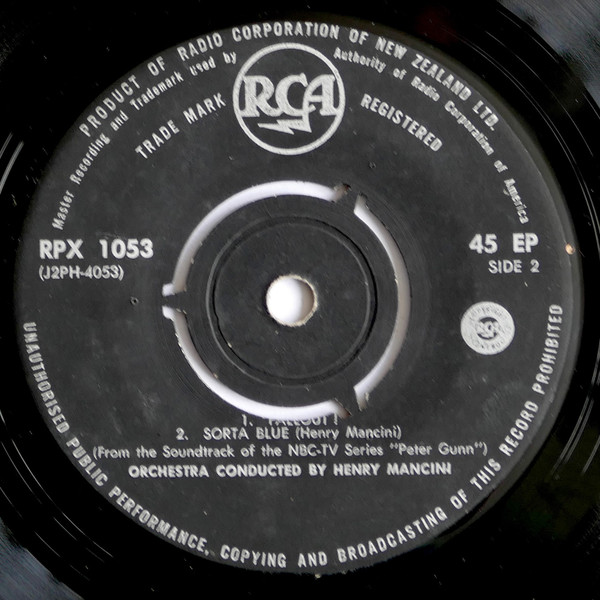 PRODUCT OF RADIO CORPORATION OF NEW ZEALAND LTD.
Master Recording and Trademark used by Authority of Radio Corporation of America
TRADE MARK RCA REGISTERED
RPX 1053
(J2PH-4053)
45 EP
SIDE 2
RCA
1. FALLOUT!
2. SORTA BLUE (Henry Mancini)
(From the Soundtrack of the NBC-TV Series "Peter Gunn")
ORCHESTRA CONDUCTED BY HENRY MANCINI
UNAUTHORISED PUBLIC PERFORMANCE, COPYING AND BROADCASTING OF THIS RECORD PROHIBITED